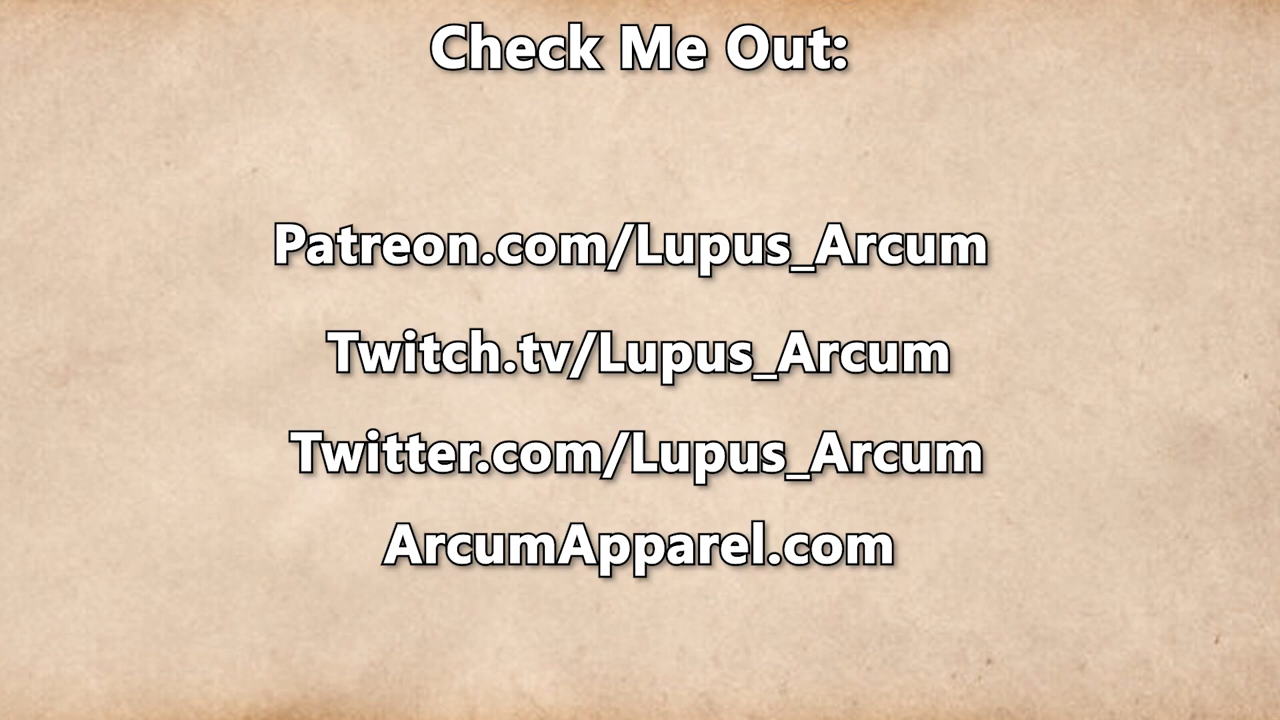 Check Me Out:
Patreon.com/Lupus_Arcum
Twitch.tv/Lupus_Arcum
Twitter.com/Lupus_Arcum
ArcumApparel.com